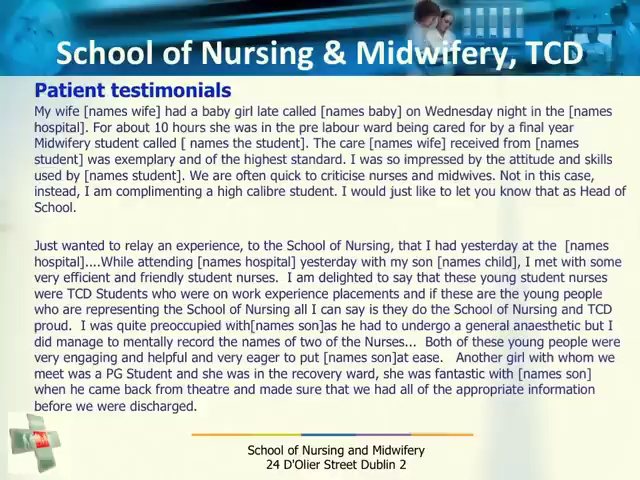 School of Nursing & Midwifery, TCD
Patient testimonials
My wife [names wife] had a baby girl late called [names baby] on Wednesday night in the [names
hospital]. For about 10 hours she was in the pre labour ward being cared for by a final year
Midwifery student called [ names the student]. The care [names wife] received from [names
student] was exemplary and of the highest standard. I was so impressed by the attitude and skills
used by [names student]. We are often quick to criticise nurses and midwives. Not in this case,
instead, I am complimenting a high calibre student. I would just like to let you know that as Head of
School.
Just wanted to relay an experience, to the School of Nursing, that I had yesterday at the [names
hospital]....While attending [names hospital] yesterday with my son [names child], I met with some
very efficient and friendly student nurses. I am delighted to say that these young student nurses
were TCD Students who were on work experience placements and if these are the young people
who are representing the School of Nursing all I can say is they do the School of Nursing and TCD
proud. I was quite preoccupied with[names son]as he had to undergo a general anaesthetic but I
did manage to mentally record the names of two of the Nurses... Both of these young people were
very engaging and helpful and very eager to put [names son]at ease. Another girl with whom we
meet was a PG Student and she was in the recovery ward, she was fantastic with [names son]
when he came back from theatre and made sure that we had all of the appropriate information
before we were discharged.
School of Nursing and Midwifery
24 D'Olier Street Dublin 2